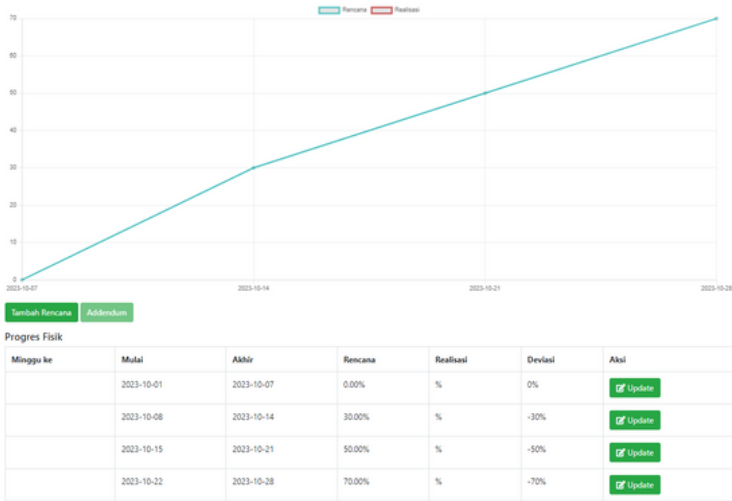 Rencana Realisasi
70
60
50
40
30
20
10
0
2023-10-07 2023-10-14 2023-10-21 2023-10-28
Tambah Rencana Addendum
Progres Fisik
Minggu ke Mulai Akhir Rencana Realisasi Deviasi Aksi
2023-10-01 2023-10-07 0.00% % 0% Update
2023-10-08 2023-10-14 30.00% % -30% Update
2023-10-15 2023-10-21 50.00% % -50% Update
2023-10-22 2023-10-28 70.00% % -70% Update